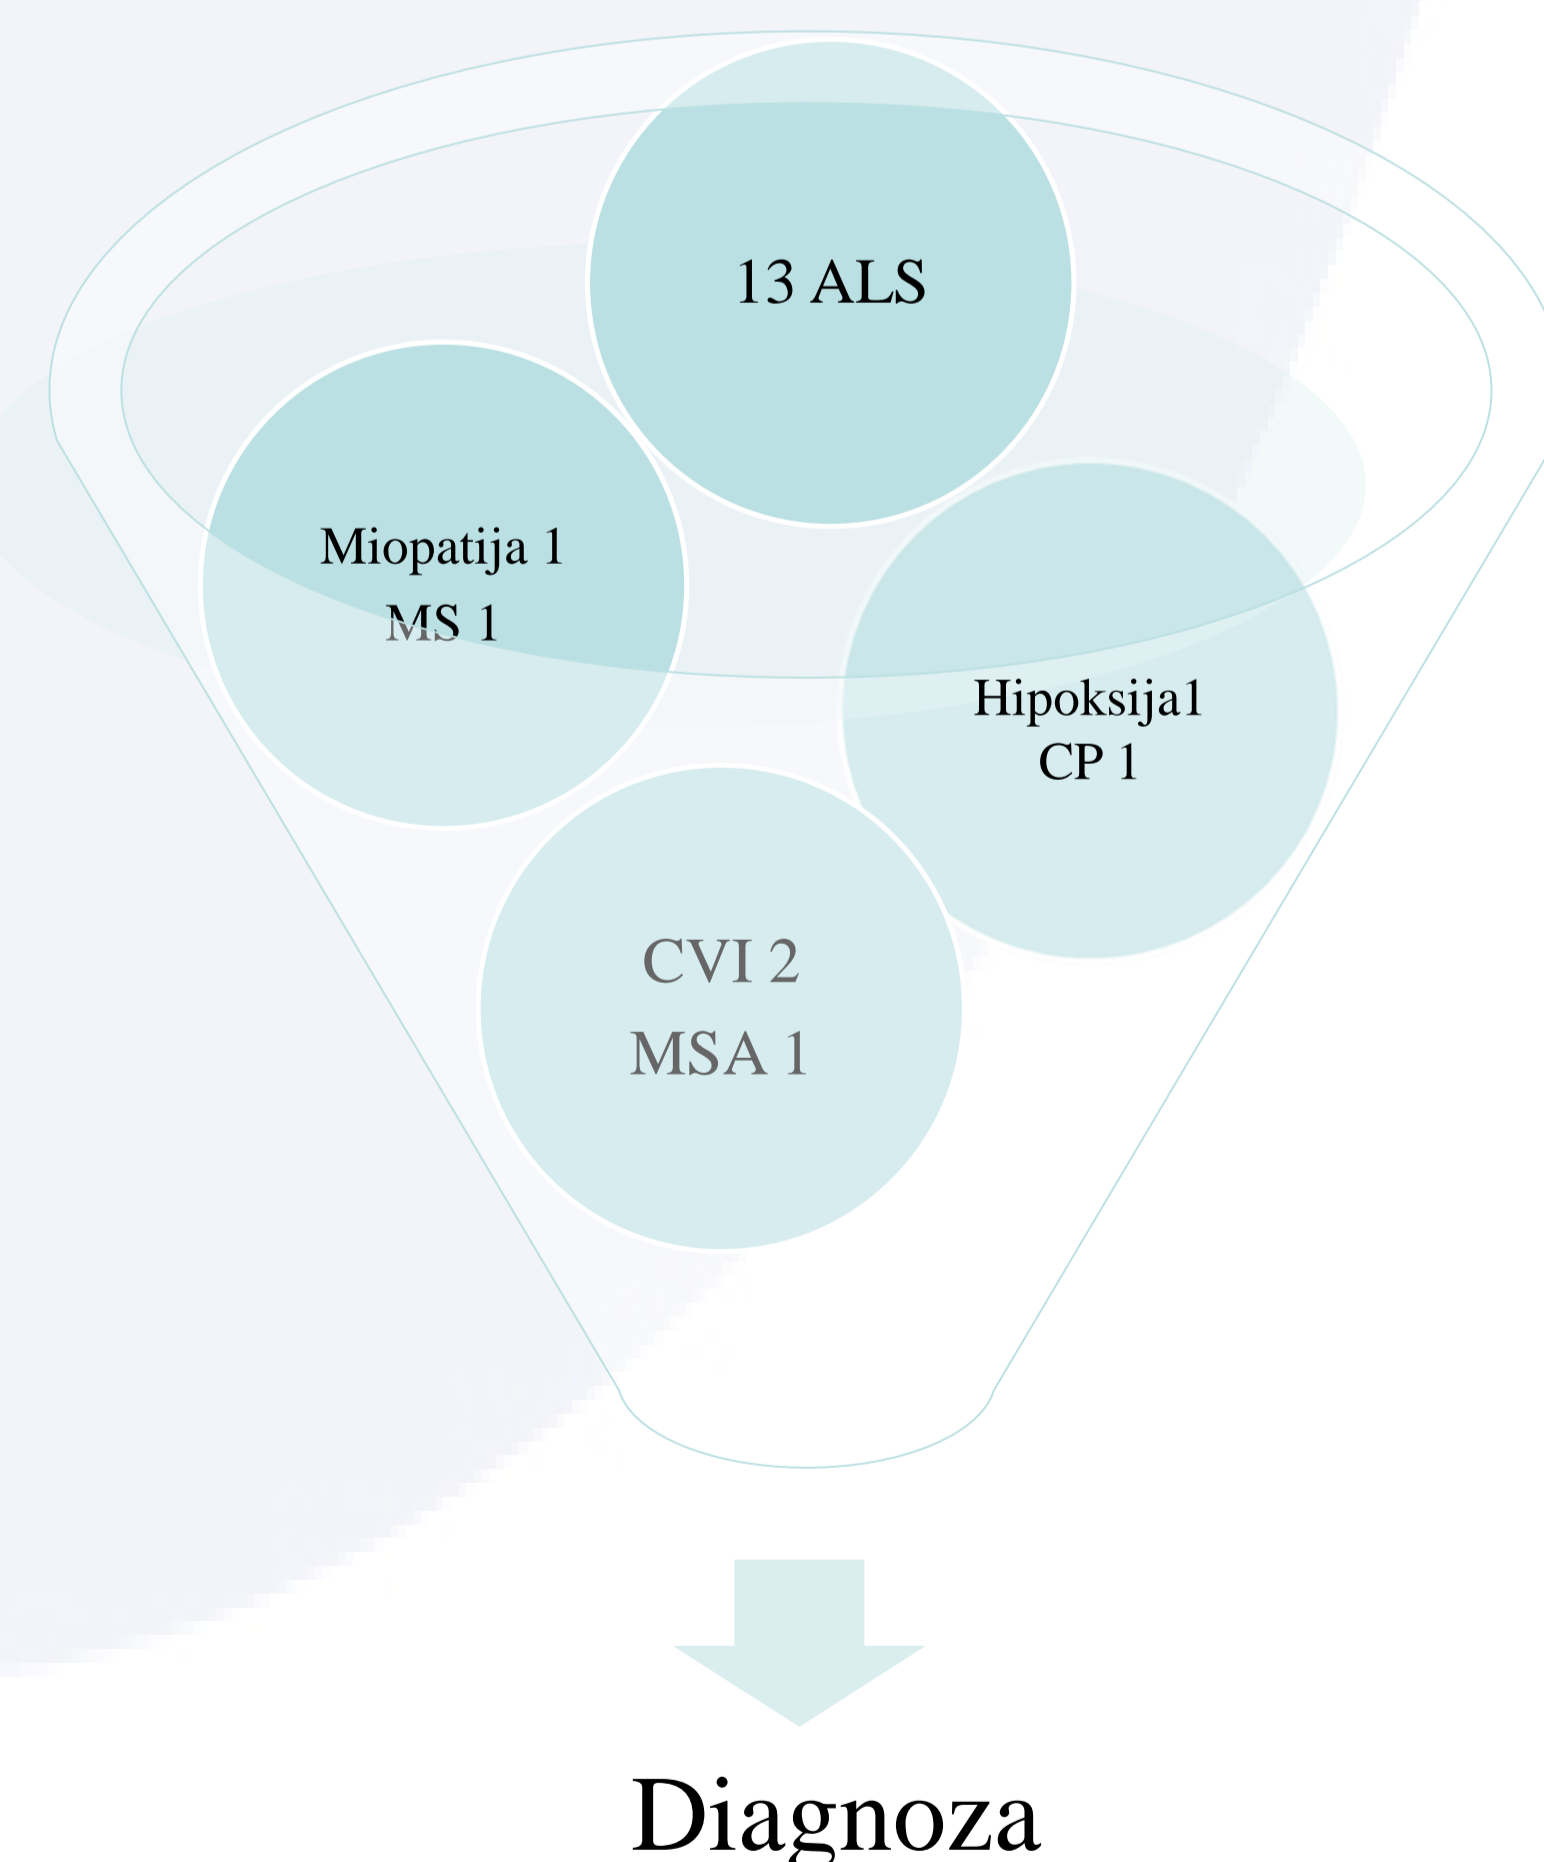 13 ALS
Miopatija 1
MS 1
Hipoksija1
CP 1
CVI 2
MSA 1
Diagnoza